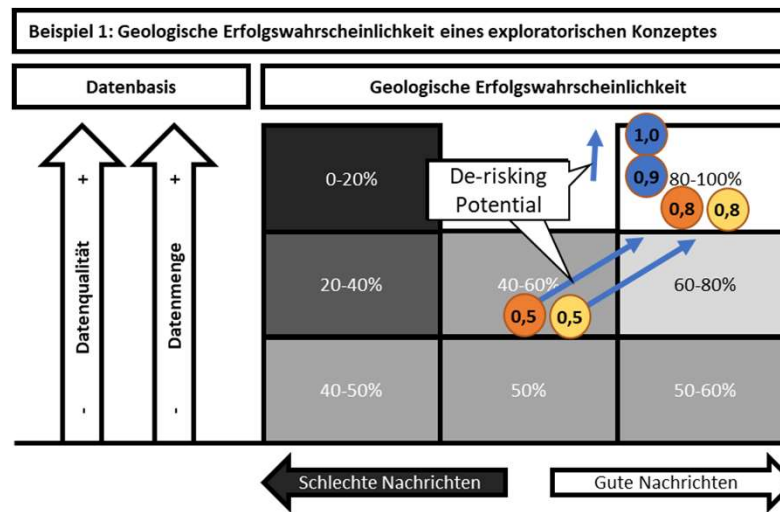 Beispiel 1: Geologische Erfolgswahrscheinlichkeit eines exploratorischen Konzeptes
Datenbasis
Geologische Erfolgswahrscheinlichkeit
+
+
Datenqualität
Datenmenge
-
-
0-20%
De-risking
Potential
1,0
0,9
80-100%
0,8
0,8
20-40%
40-60%
60-80%
0,5
0,5
40-50%
50%
50-60%
Schlechte Nachrichten
Gute Nachrichten